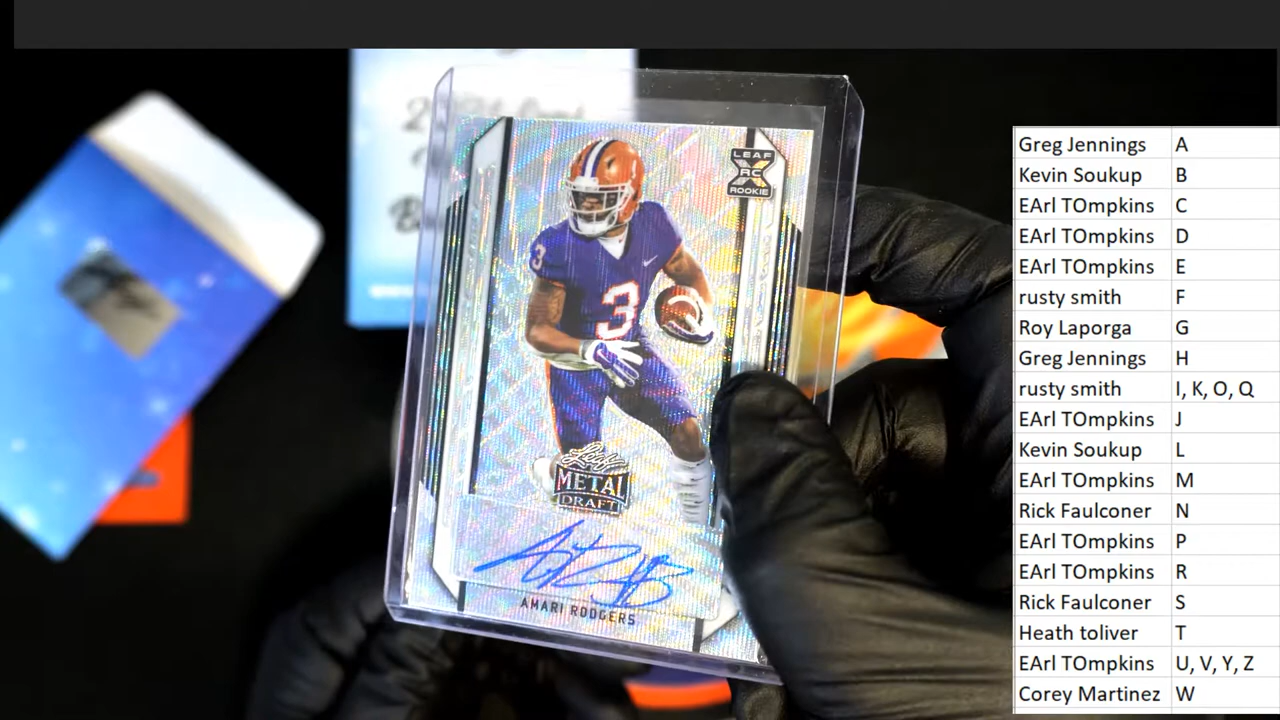 LEAF
RC
ROOKIE
3
3
Leaf
METAL
DRAFT
AMARI RODGERS
Greg Jennings A
Kevin Soukup B
EArl TOmpkins C
EArl TOmpkins D
EArl TOmpkins E
rusty smith F
Roy Laporga G
Greg Jennings H
rusty smith I, K, O, Q
EArl TOmpkins J
Kevin Soukup L
EArl TOmpkins M
Rick Faulconer N
EArl TOmpkins P
EArl TOmpkins R
Rick Faulconer S
Heath toliver T
EArl TOmpkins U, V, Y, Z
Corey Martinez W